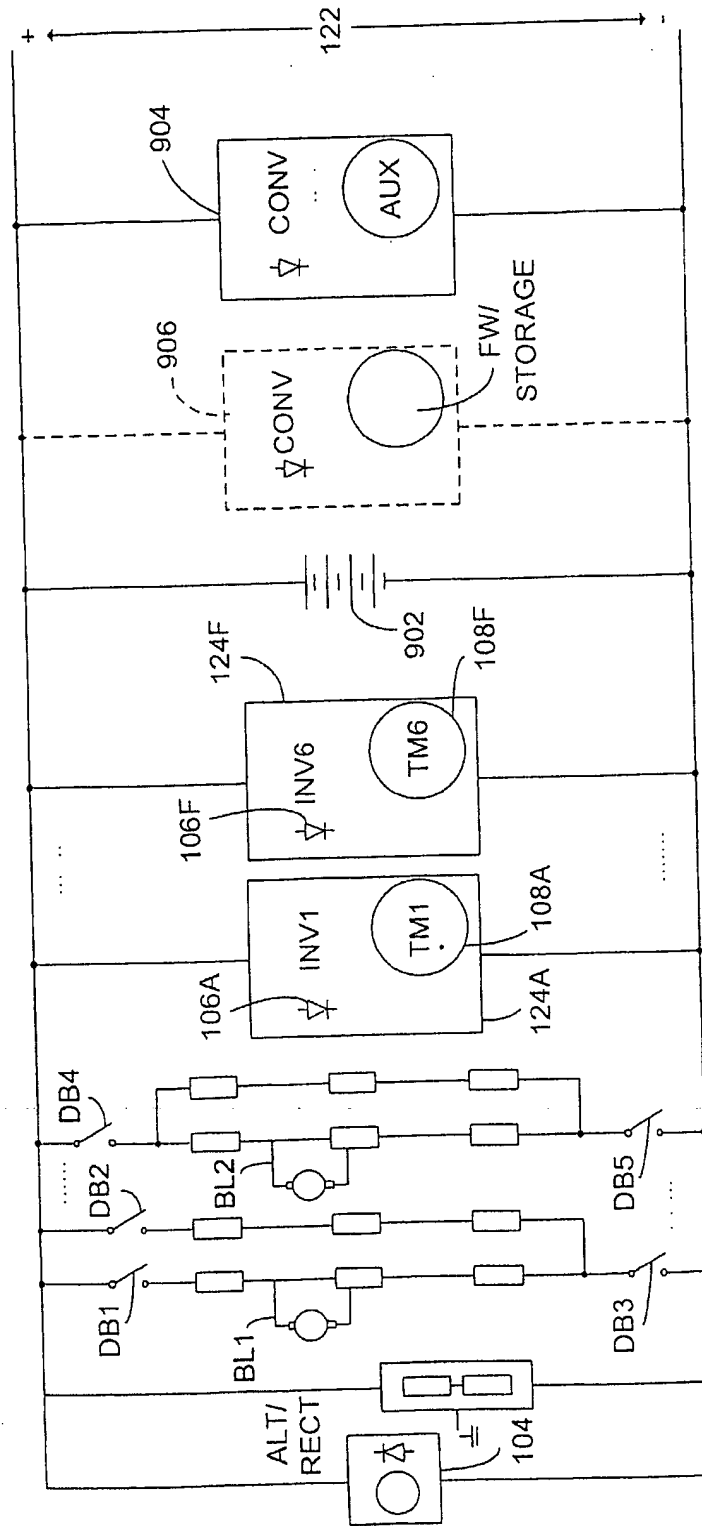 +
122
-
904
CONV
AUX
906
CONV
FW/
STORAGE
902
124F
INV6
106F
TM6
108F
INV1
106A
TM1
108A
124A
DB4
DB2
BL2
DB5
DB1
BL1
DB3
ALT/
RECT
104